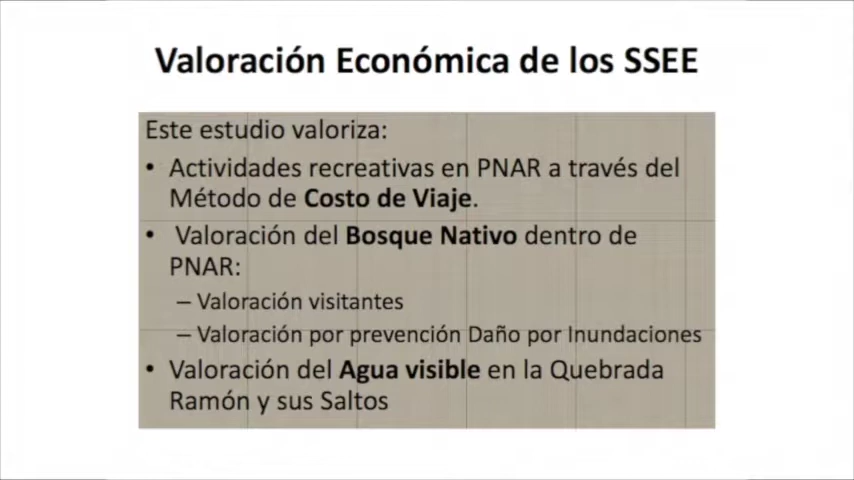 Valoración Económica de los SSEE
Este estudio valoriza:
• Actividades recreativas en PNAR a través del
Método de Costo de Viaje.
• Valoración del Bosque Nativo dentro de
PNAR:
– Valoración visitantes
– Valoración por prevención Daño por Inundaciones
• Valoración del Agua visible en la Quebrada
Ramón y sus Saltos